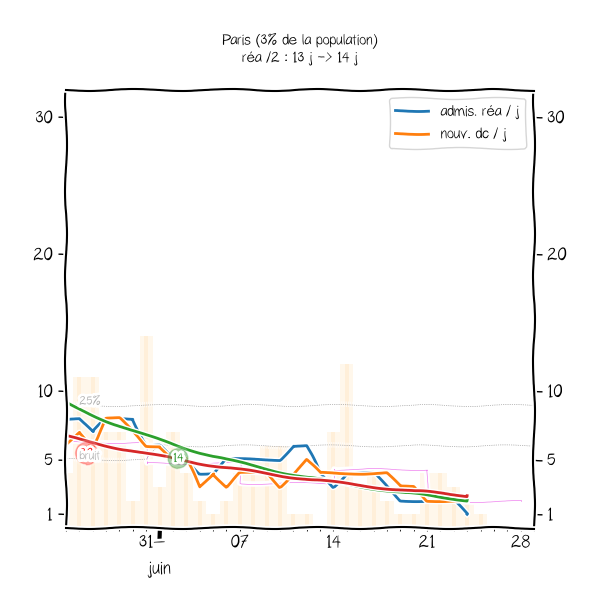 Paris (3% de la population)
réa /2 : 13 j -> 14 j
admis. réa / j
nouv. dc / j
30
30
20
20
10
10
25%
bruit
14
5
5
1
1
31
07
14
21
28
juin